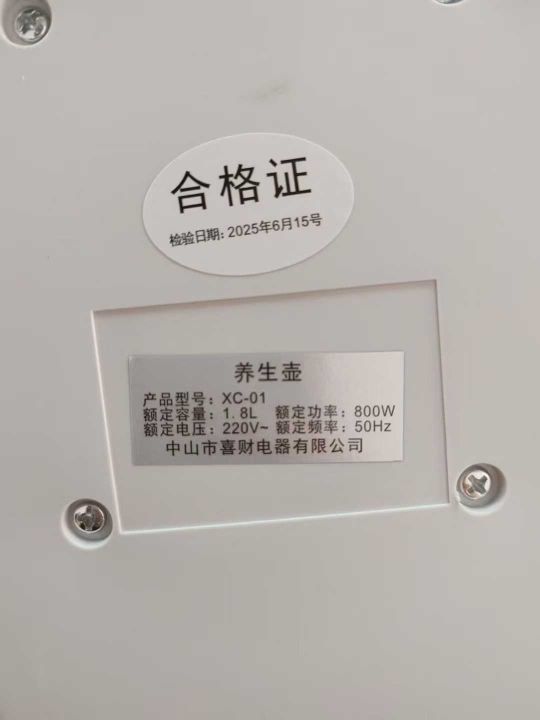 合格证
检验日期：2025年6月15号
养生壶
产品型号：XC-01
额定容量：1.8L 额定功率：800W
额定电压：220V~ 额定频率：50Hz
中山市喜财电器有限公司